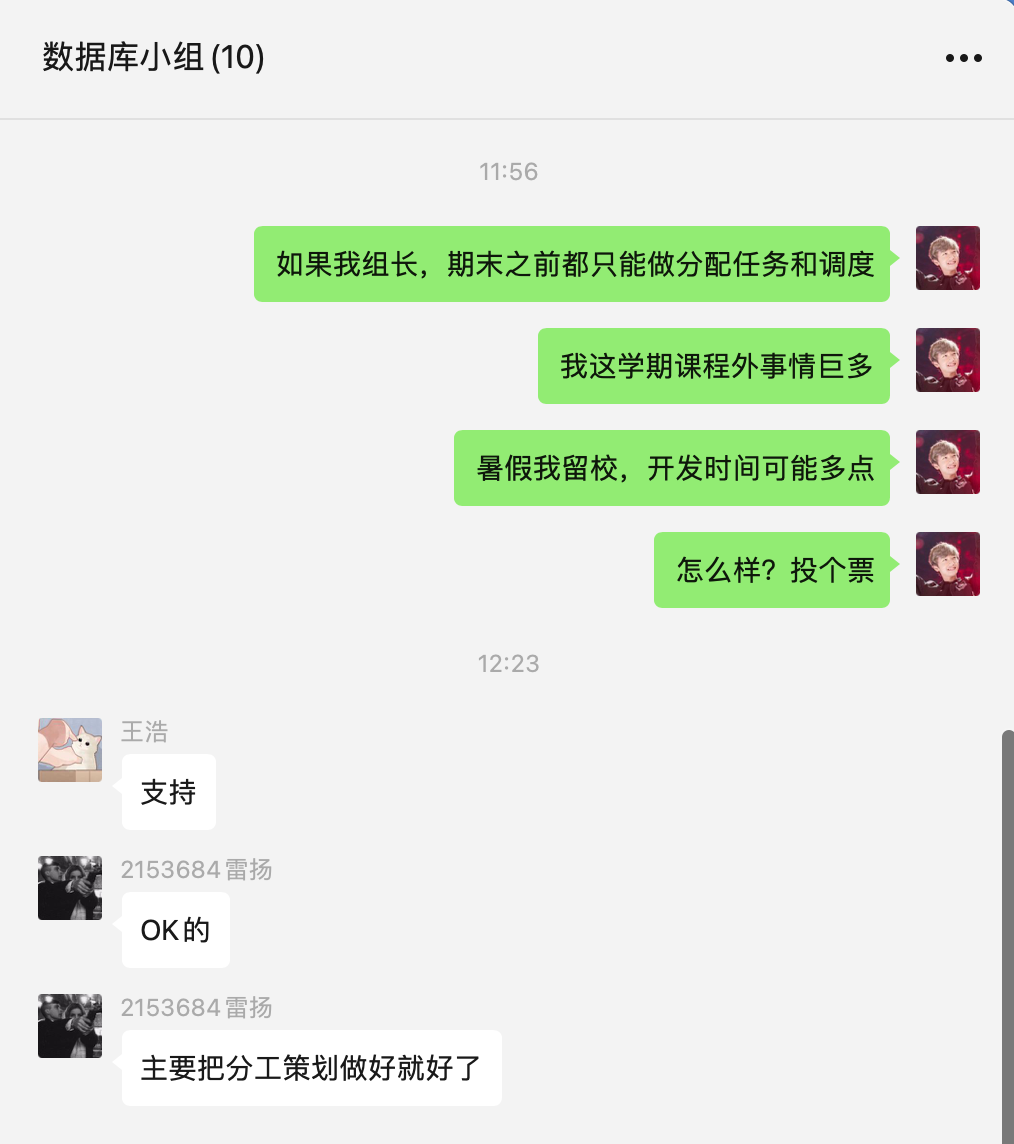 数据库小组(10)
11:56
如果我组长，期末之前都只能做分配任务和调度
我这学期课程外事情巨多
暑假我留校，开发时间可能多点
怎么样？投个票
12:23
王浩
支持
2153684雷扬
OK的
2153684雷扬
主要把分工策划做好就好了